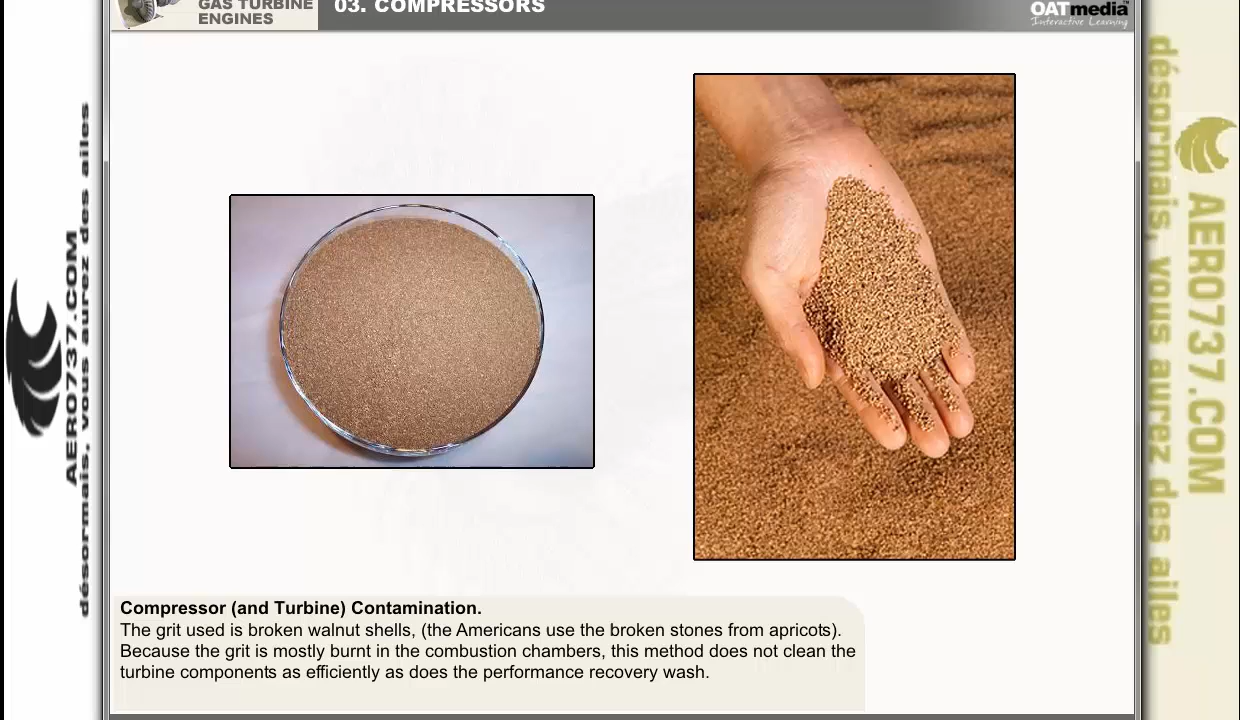 GAS TURBINE
ENGINES
03. COMPRESSORS
OATmedia™
Interactive Learning
désormais, vous aurez des ailes
AERO737.COM
désormais, vous aurez des ailes
AERO737.COM
Compressor (and Turbine) Contamination.
The grit used is broken walnut shells, (the Americans use the broken stones from apricots).
Because the grit is mostly burnt in the combustion chambers, this method does not clean the
turbine components as efficiently as does the performance recovery wash.